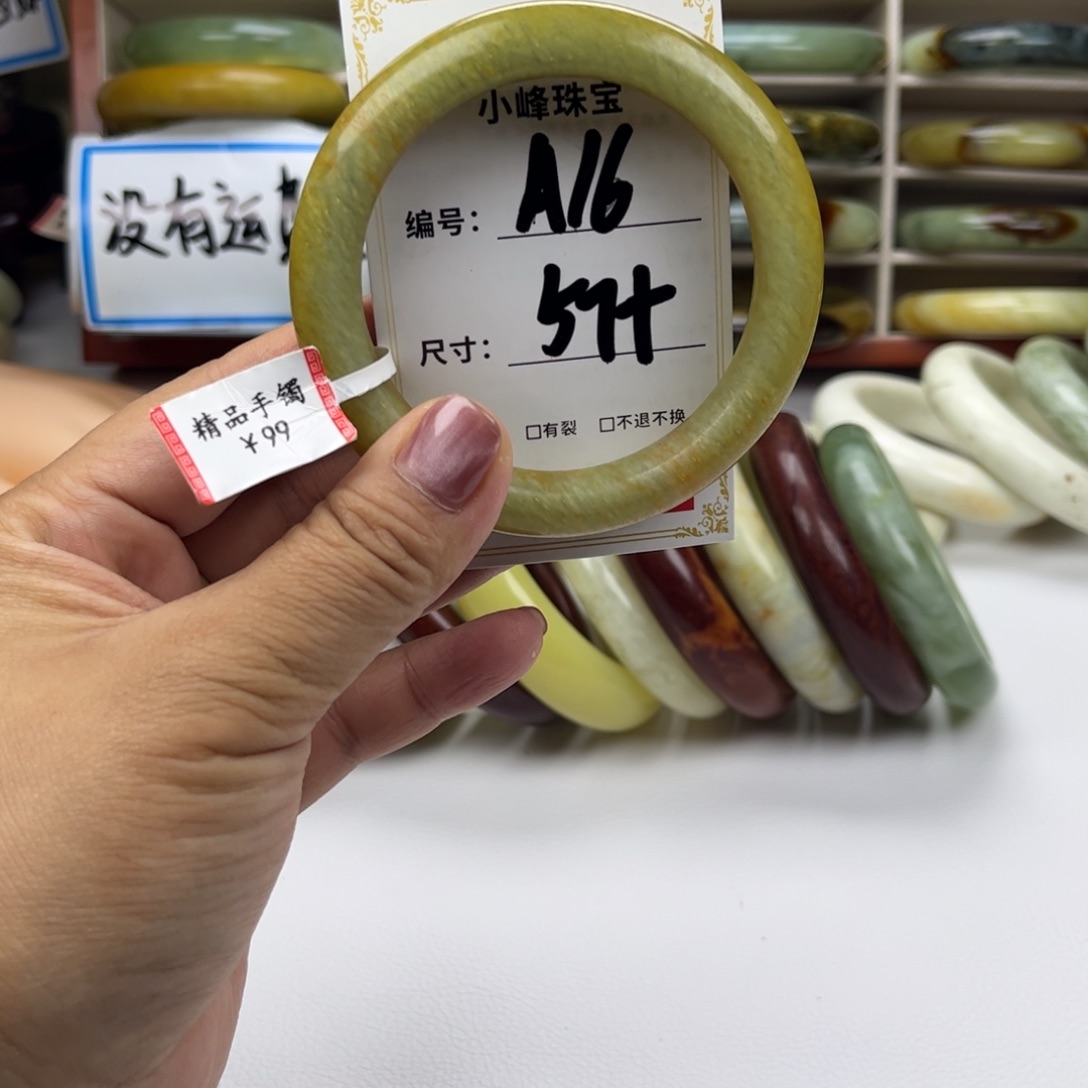 没有运
小峰珠宝
编号： A16
尺寸： 57+
□有裂 □不退不换
精品手镯
￥99